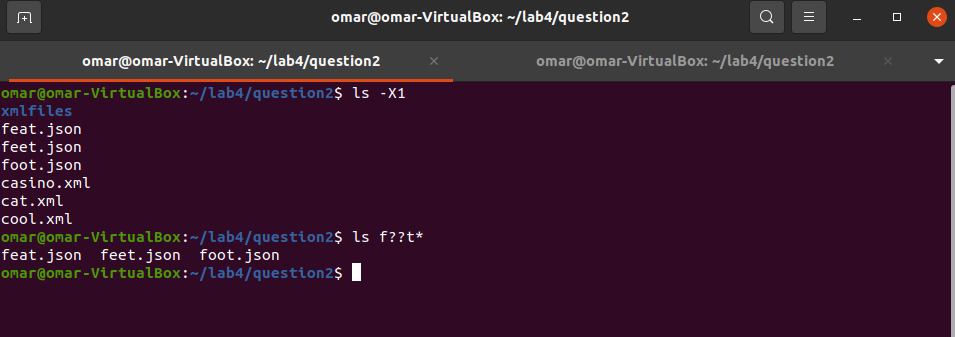 omar@omar-VirtualBox: ~/lab4/question2
omar@omar-VirtualBox: ~/lab4/question2
omar@omar-VirtualBox: ~/lab4/question2
omar@omar-VirtualBox:~/lab4/question2$ ls -X1
xmlfiles
feat.json
feet.json
foot.json
casino.xml
cat.xml
cool.xml
omar@omar-VirtualBox:~/lab4/question2$ ls f??t*
feat.json  feet.json  foot.json
omar@omar-VirtualBox:~/lab4/question2$